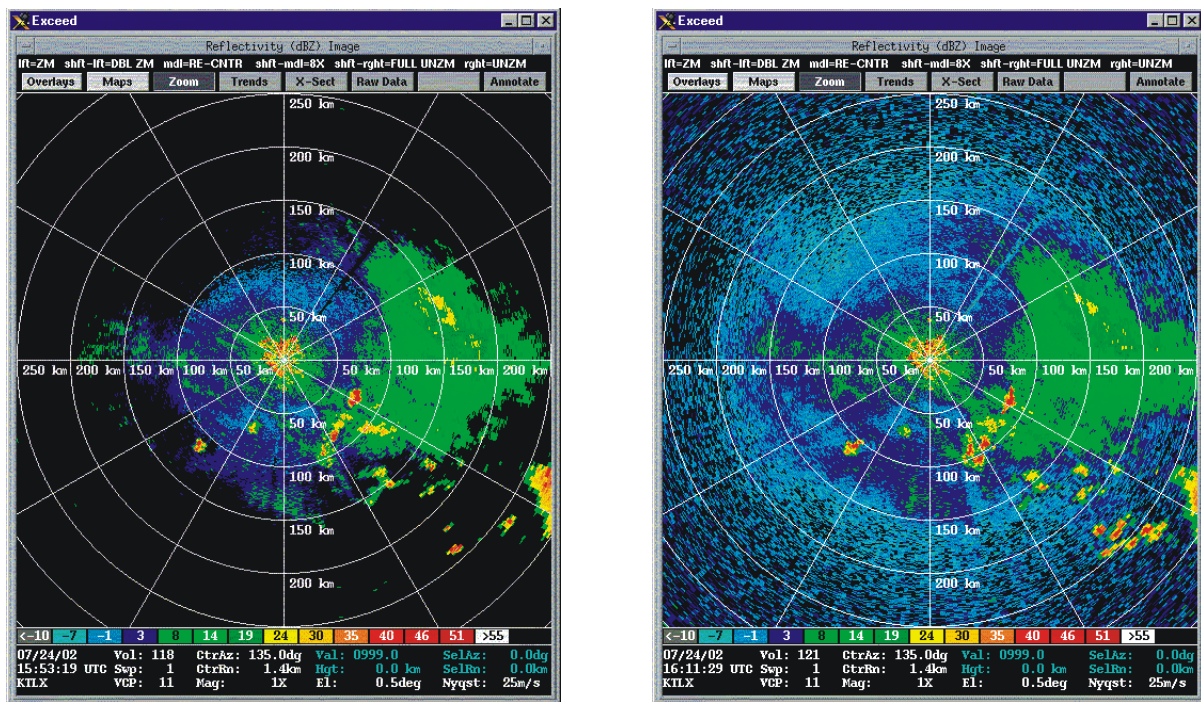 Exceed
Reflectivity (dBZ) Image
lft=ZM shft-lft=DBL ZM mdl=RE-CNTR shft-mdl=8X shft-rght=FULL UNZM rght=UNZM
Overlays Maps Zoom Trends X-Sect Raw Data Annotate
250 km
200 km
150 km
100 km
50 km
250 km 200 km 150 km 100 km 50 km 50 km 100 km 150 km 200 km
50 km
100 km
150 km
200 km
<-10 -7 -1 3 8 14 19 24 30 35 40 46 51 >55
07/24/02 Vol: 118 CtrAz: 135.0dg Val: 0999.0 SelAz: 0.0dg
15:53:19 UTC Swp: 1 CtrRn: 1.4km Hgt: 0.0 km SelRn: 0.0km
KTLX VCP: 11 Mag: 1X El: 0.5deg Nyqst: 25m/s
Exceed
Reflectivity (dBZ) Image
lft=ZM shft-lft=DBL ZM mdl=RE-CNTR shft-mdl=8X shft-rght=FULL UNZM rght=UNZM
Overlays Maps Zoom Trends X-Sect Raw Data Annotate
250 km
200 km
150 km
100 km
50 km
250 km 200 km 150 km 100 km 50 km 50 km 100 km 150 km 200 km
50 km
100 km
150 km
200 km
<-10 -7 -1 3 8 14 19 24 30 35 40 46 51 >55
07/24/02 Vol: 121 CtrAz: 135.0dg Val: 0999.0 SelAz: 0.0dg
16:11:29 UTC Swp: 1 CtrRn: 1.4km Hgt: 0.0 km SelRn: 0.0km
KTLX VCP: 11 Mag: 1X El: 0.5deg Nyqst: 25m/s